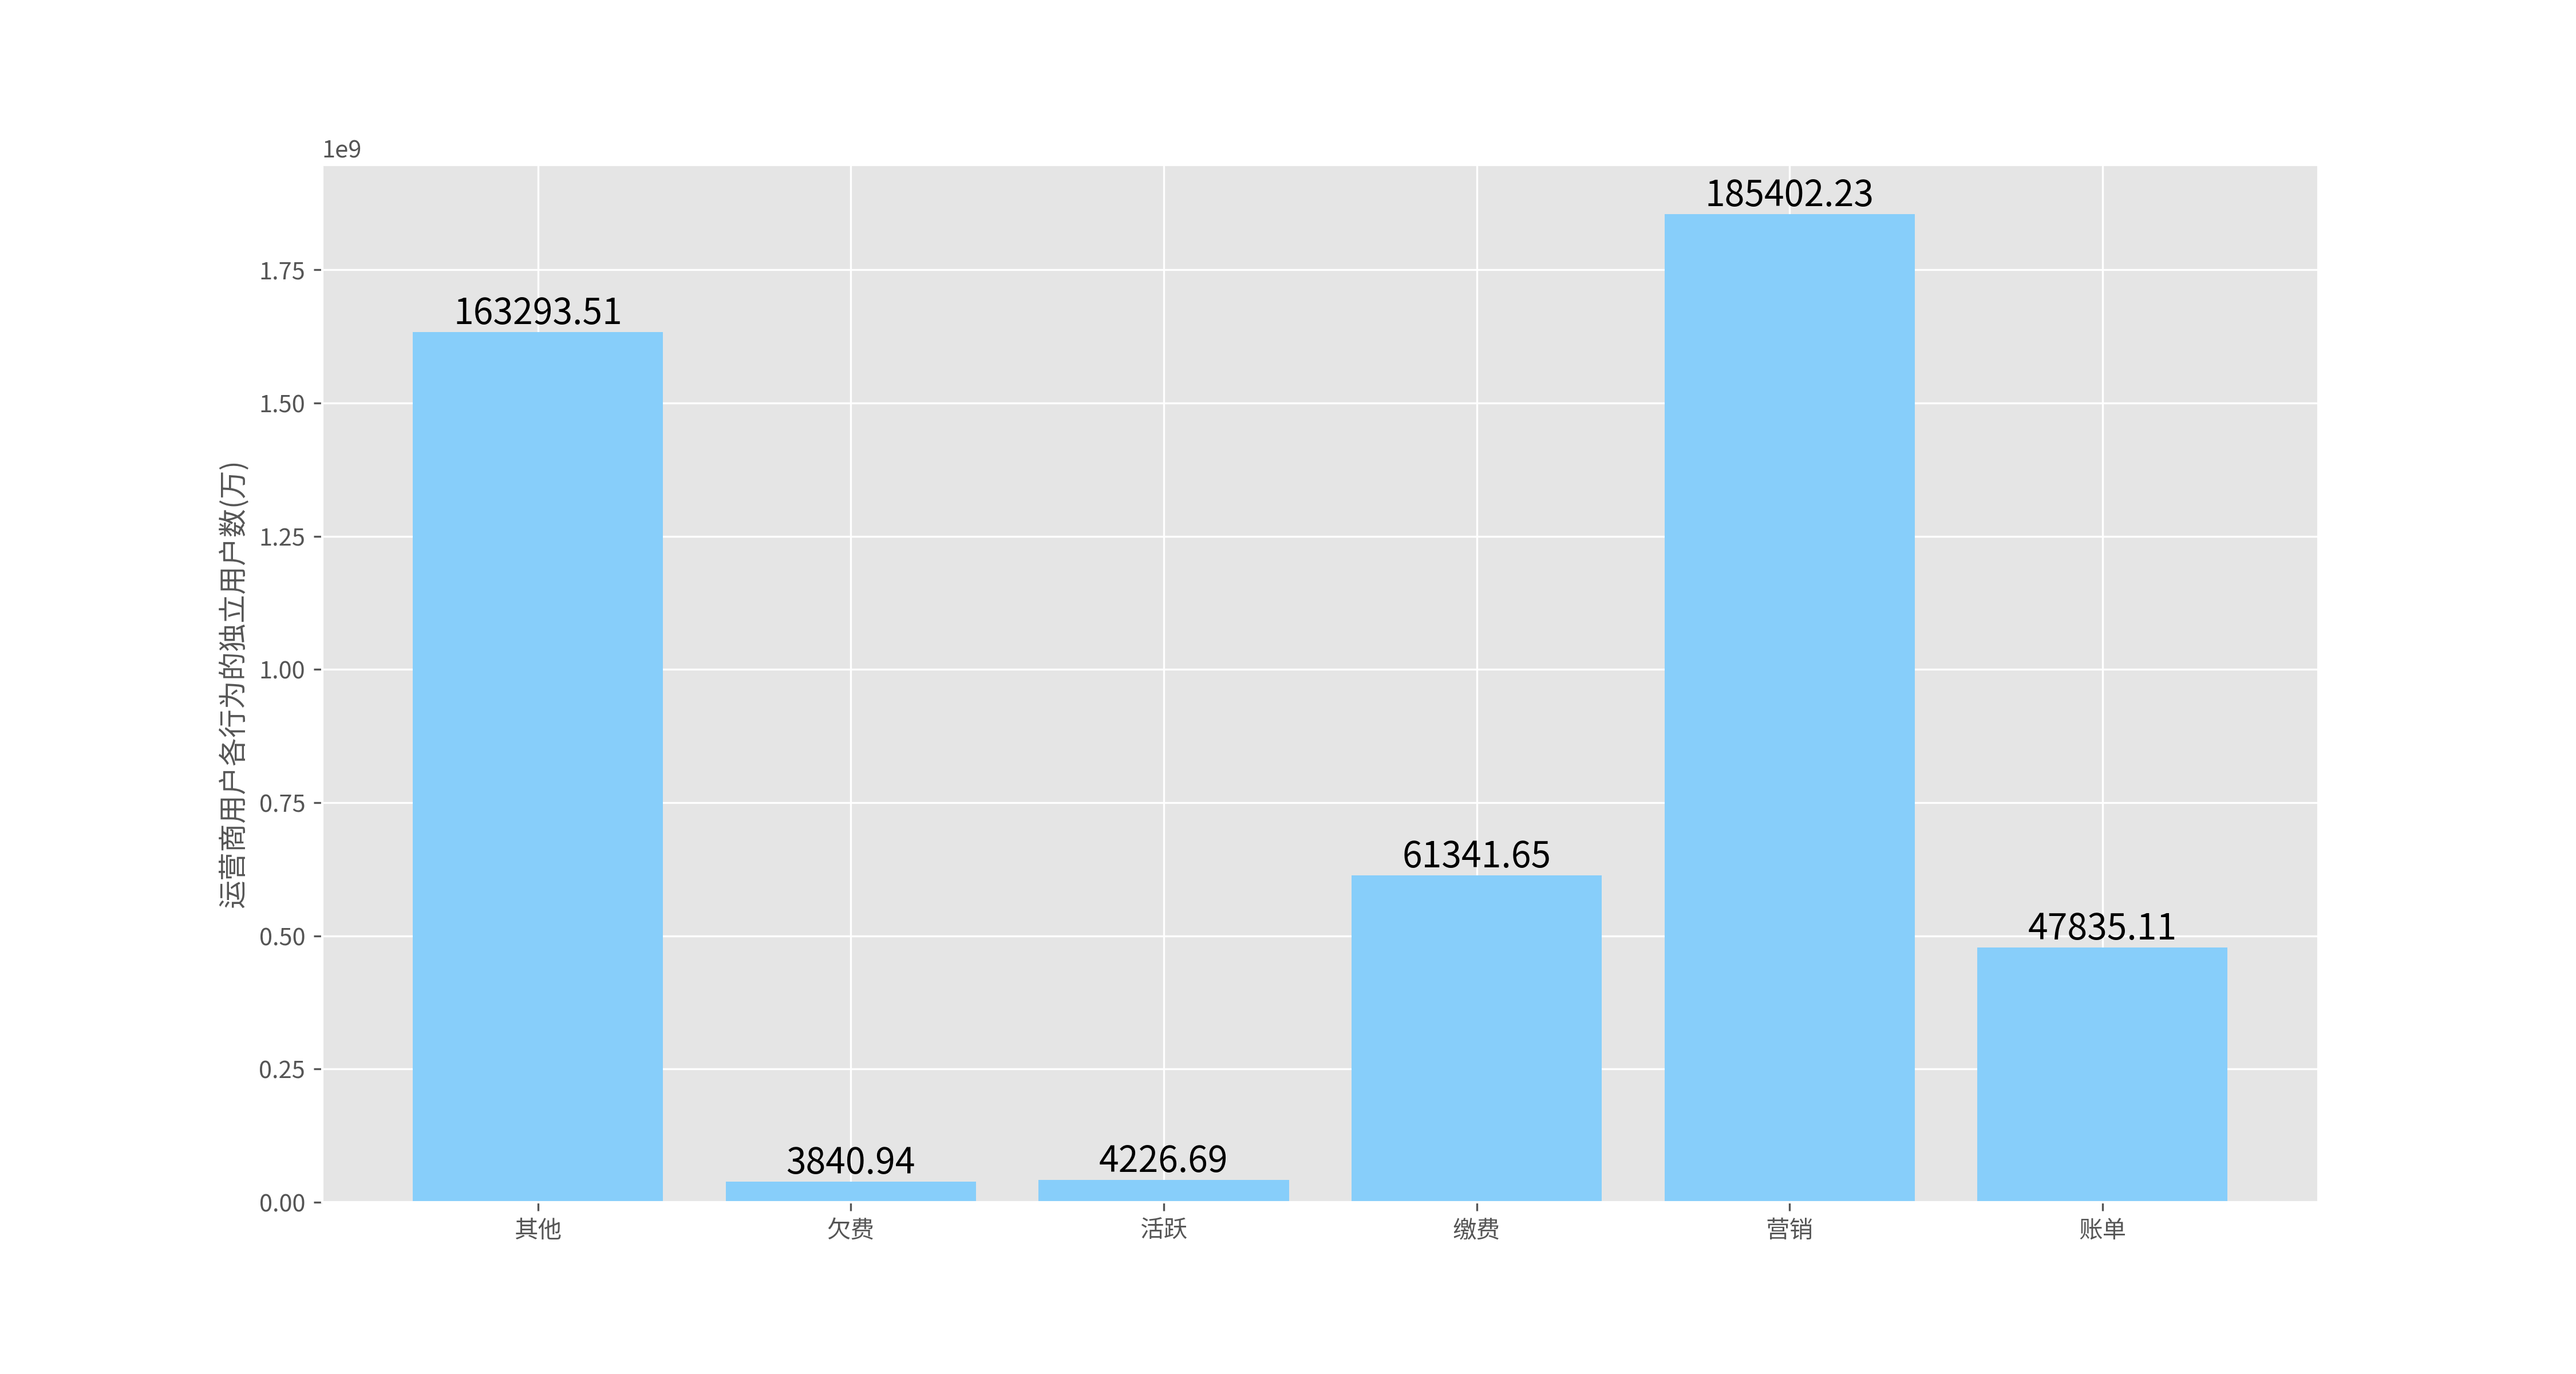 1e9
185402.23
1.75
163293.51
1.50
1.25
运营商用户各行为的独立用户数(万)
1.00
0.75
61341.65
0.50
47835.11
0.25
3840.94
4226.69
0.00
其他
欠费
活跃
缴费
营销
账单